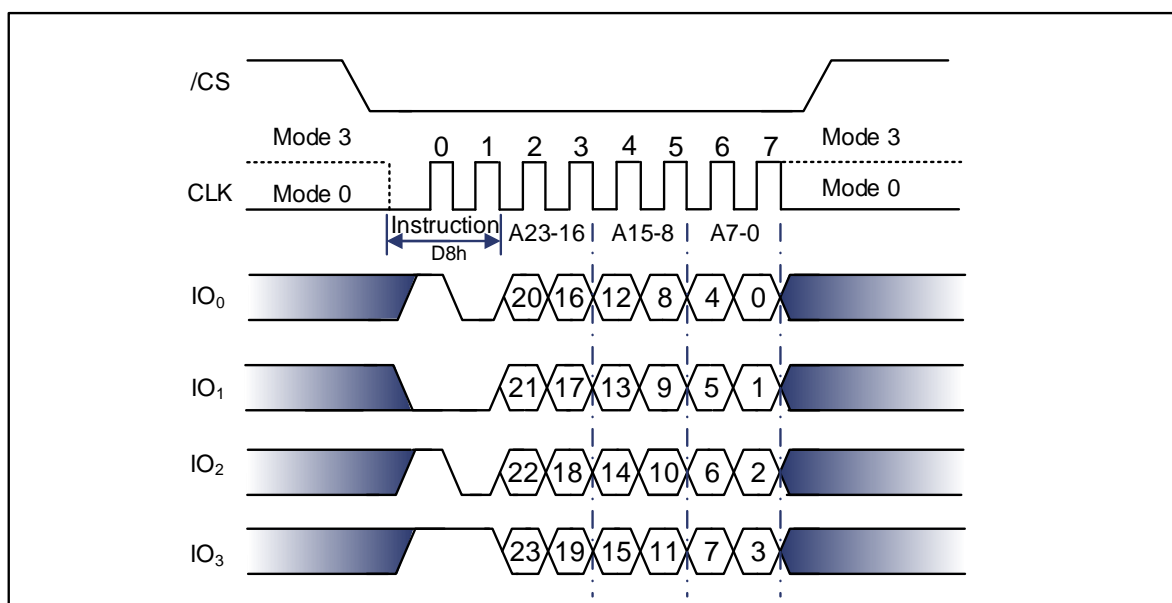 /CS
Mode 3 0 1 2 3 4 5 6 7 Mode 3
CLK Mode 0 Mode 0
Instruction A23-16 A15-8 A7-0
D8h
IO₀ 20 16 12 8 4 0
IO₁ 21 17 13 9 5 1
IO₂ 22 18 14 10 6 2
IO₃ 23 19 15 11 7 3